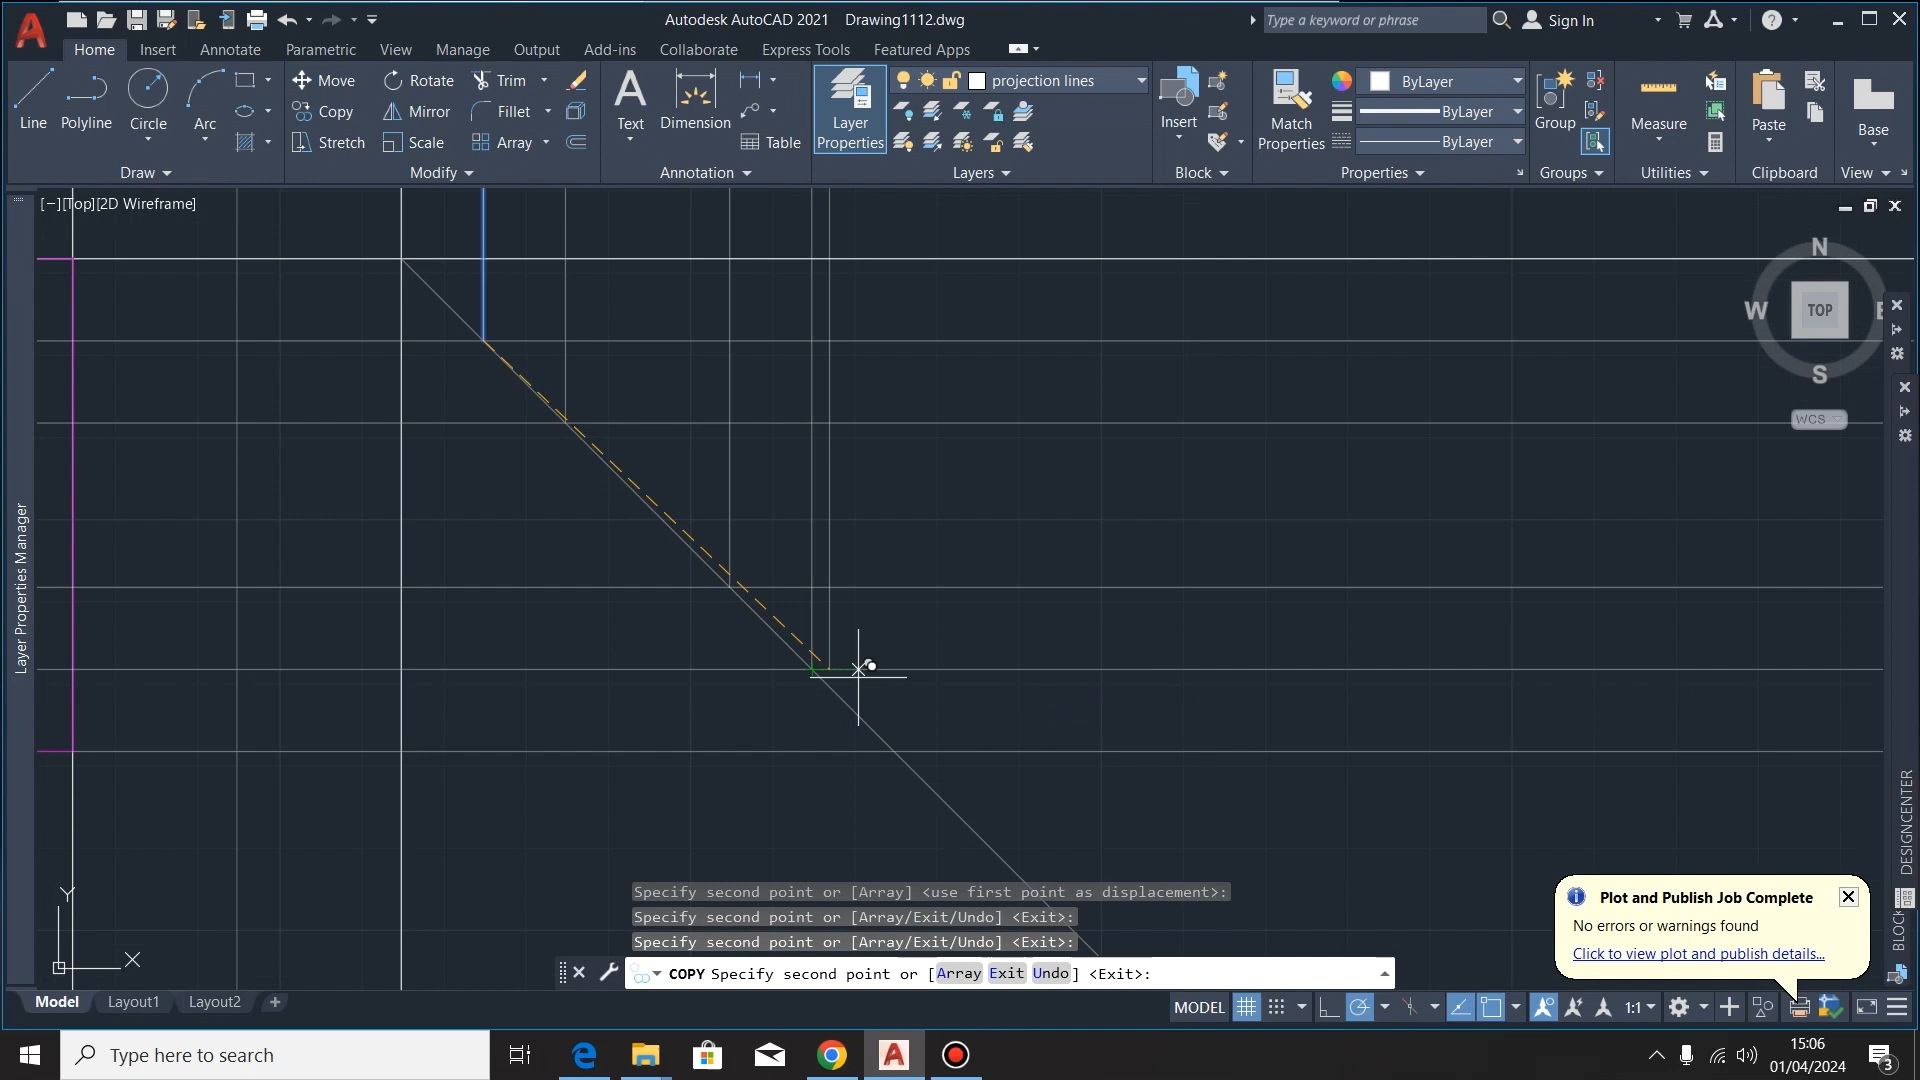 Autodesk AutoCAD 2021 Drawing1112.dwg
Type a keyword or phrase
Sign In
Home Insert Annotate Parametric View Manage Output Add-ins Collaborate Express Tools Featured Apps
Line
Polyline
Circle
Arc
Move
Copy
Stretch
Rotate
Mirror
Scale
Trim
Fillet
Array
Text
Dimension
Table
Layer
Properties
projection lines
Insert
Match
Properties
ByLayer
ByLayer
ByLayer
Group
Measure
Paste
Base
Draw
Modify
Annotation
Layers
Block
Properties
Groups
Utilities
Clipboard
View
[−][Top][2D Wireframe]
N
W
TOP
E
S
WCS
Layer Properties Manager
DESIGNCENTER
Y
X
Specify second point or [Array] <use first point as displacement>:
Specify second point or [Array/Exit/Undo] <Exit>:
Specify second point or [Array/Exit/Undo] <Exit>:
COPY Specify second point or [Array Exit Undo] <Exit>:
Plot and Publish Job Complete
No errors or warnings found
Click to view plot and publish details...
Model Layout1 Layout2
MODEL
1:1
Type here to search
15:06
01/04/2024
3